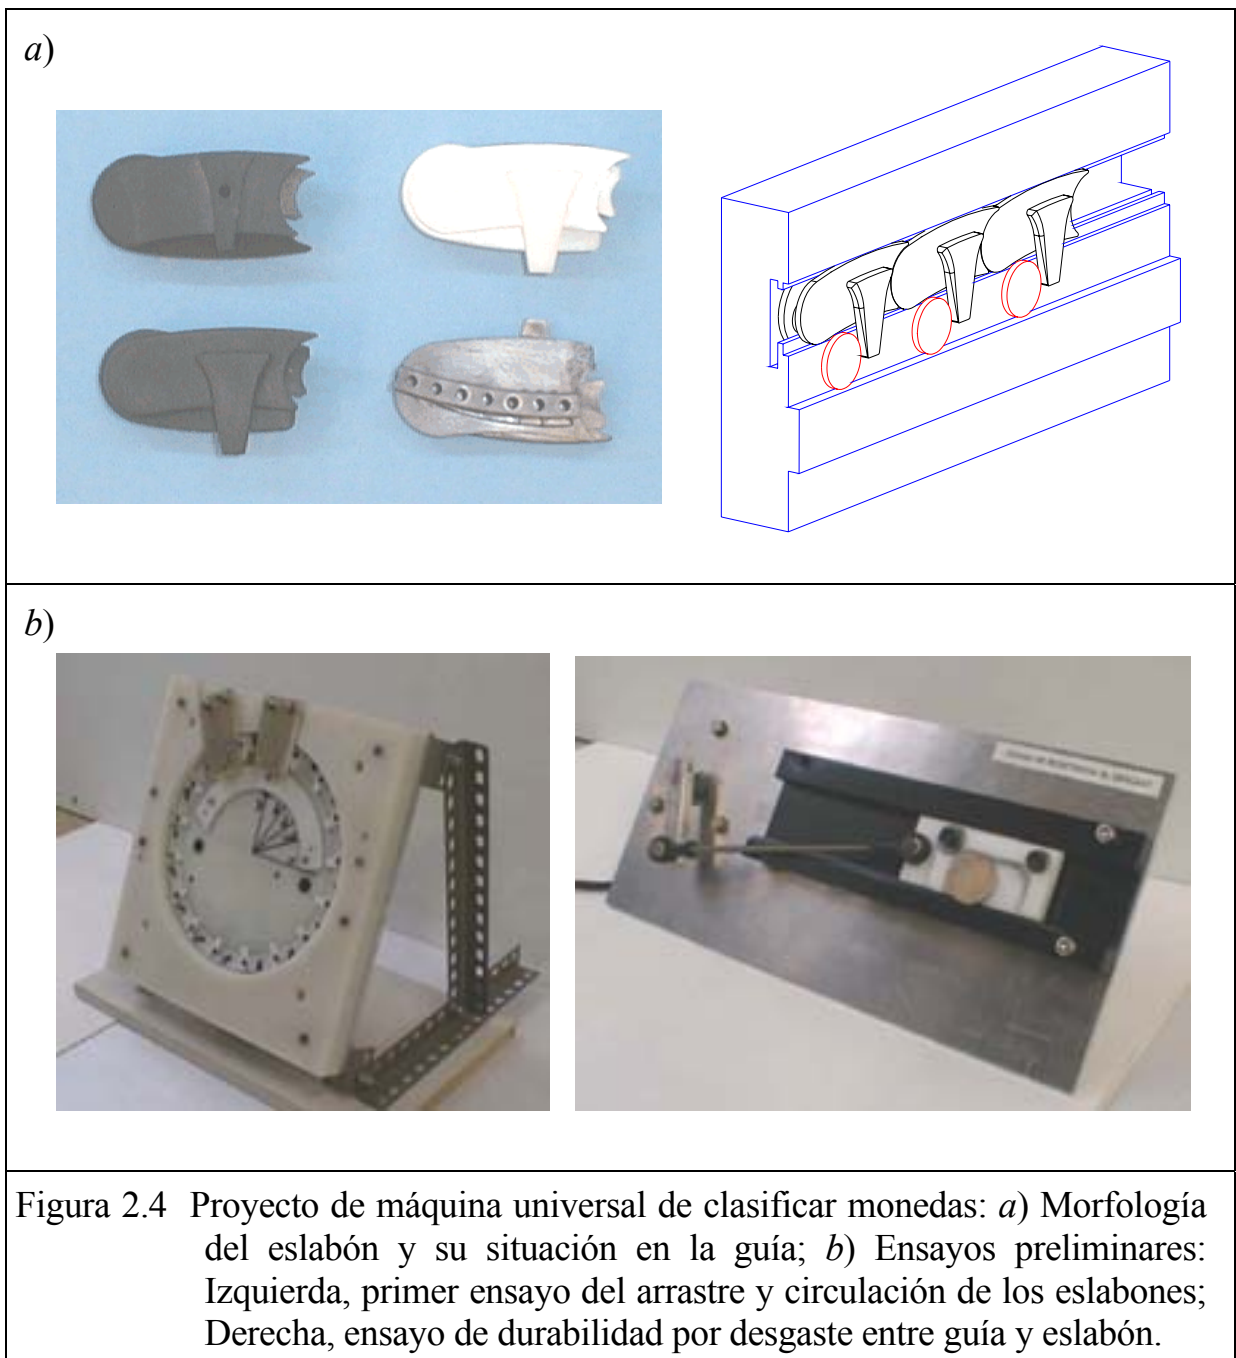 a)
b)
Figura 2.4 Proyecto de máquina universal de clasificar monedas: a) Morfología
del eslabón y su situación en la guía; b) Ensayos preliminares:
Izquierda, primer ensayo del arrastre y circulación de los eslabones;
Derecha, ensayo de durabilidad por desgaste entre guía y eslabón.